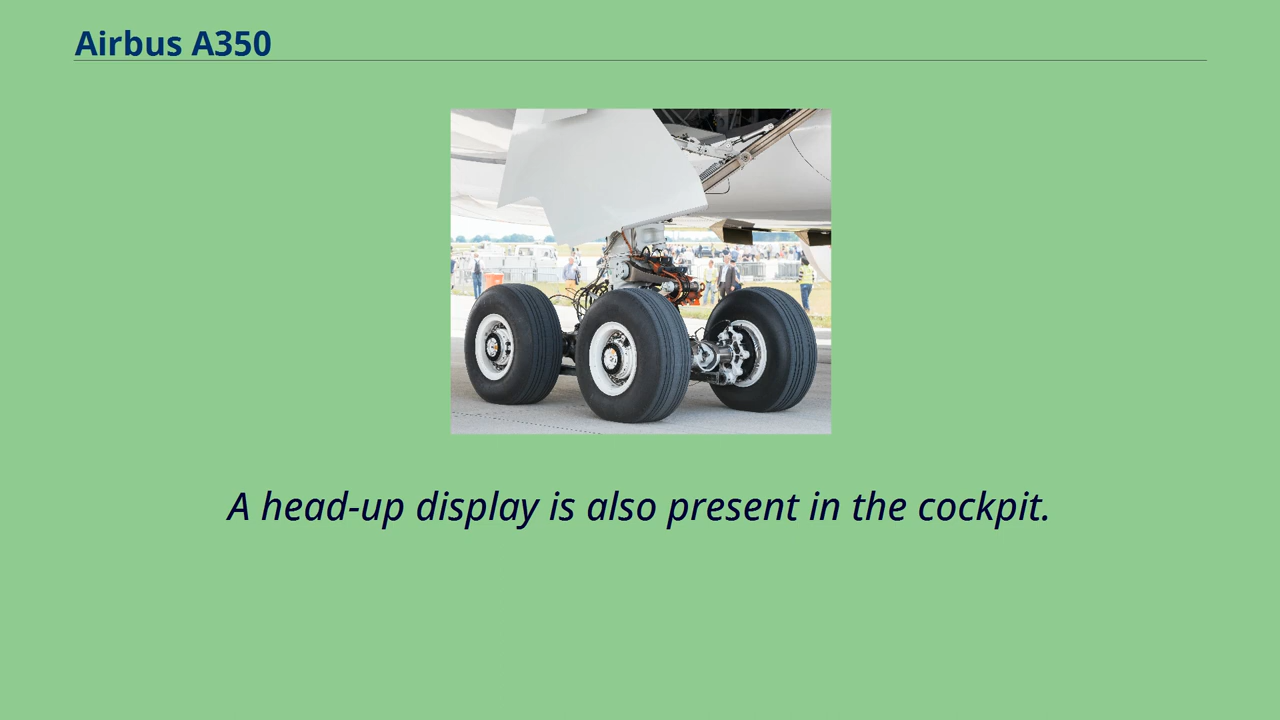 Airbus A350
A head-up display is also present in the cockpit.